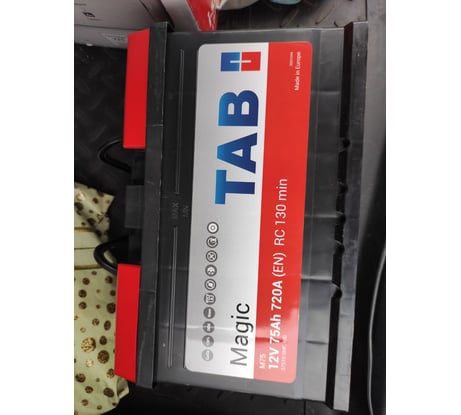 TAB
Magic
M75
12V 75Ah 720A (EN) RC 130 min
Made in Europe
MAX
MIN